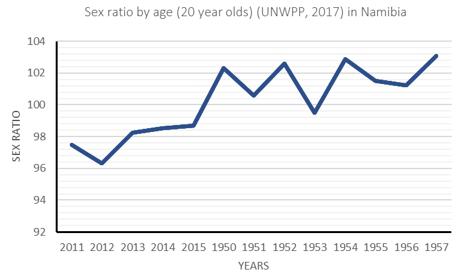 Sex ratio by age (20 year olds) (UNWPP, 2017) in Namibia
104
102
100
98
96
94
92
SEX RATIO
2011 2012 2013 2014 2015 1950 1951 1952 1953 1954 1955 1956 1957
YEARS